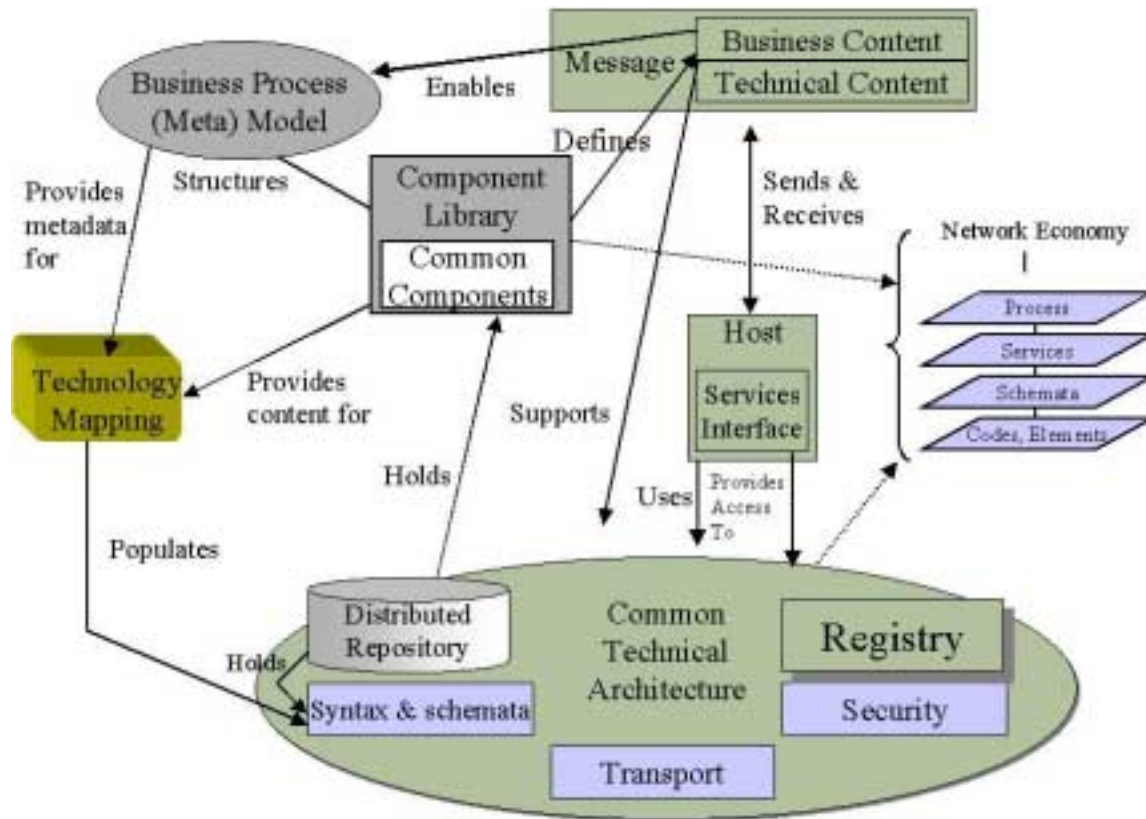 Business Content
Message
Technical Content
Enables
Business Process
(Meta) Model
Defines
Structures
Component
Library
Common
Components
Sends &
Receives
Provides
metadata
for
Network Economy
Process
Services
Schemata
Codes, Elements
Host
Services
Interface
Technology
Mapping
Provides
content for
Supports
Holds
Uses
Provides
Access
To
Populates
Distributed
Repository
Common
Technical
Architecture
Registry
Holds
Syntax & schemata
Security
Transport